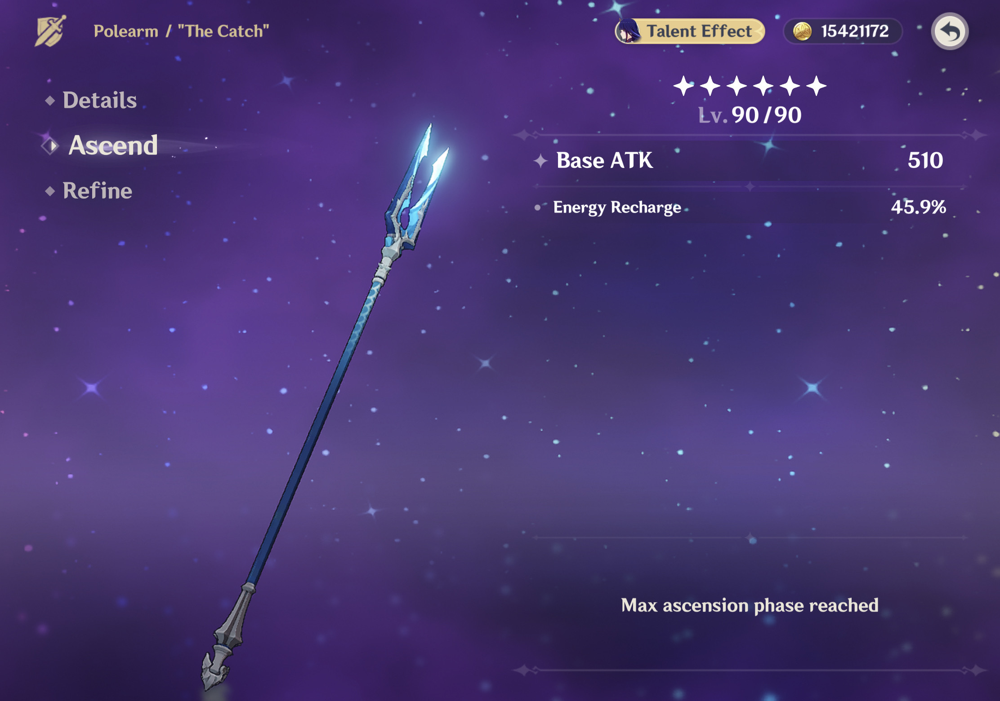 Polearm / "The Catch"
Talent Effect
15421172
Details
Ascend
Refine
Lv. 90 / 90
Base ATK 510
Energy Recharge 45.9%
Max ascension phase reached